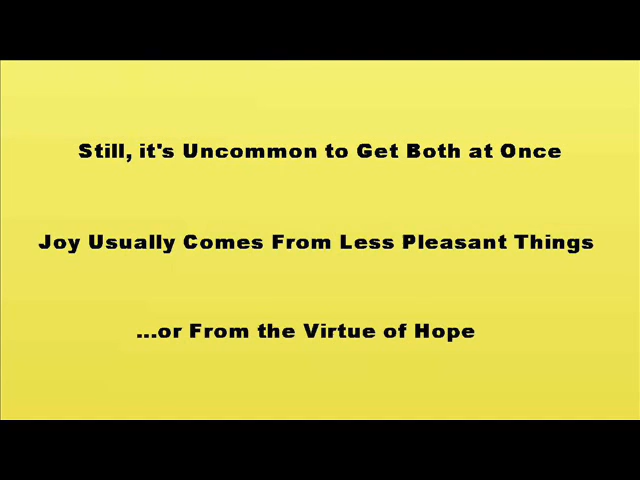 Still, it's Uncommon to Get Both at Once
Joy Usually Comes From Less Pleasant Things
...or From the Virtue of Hope